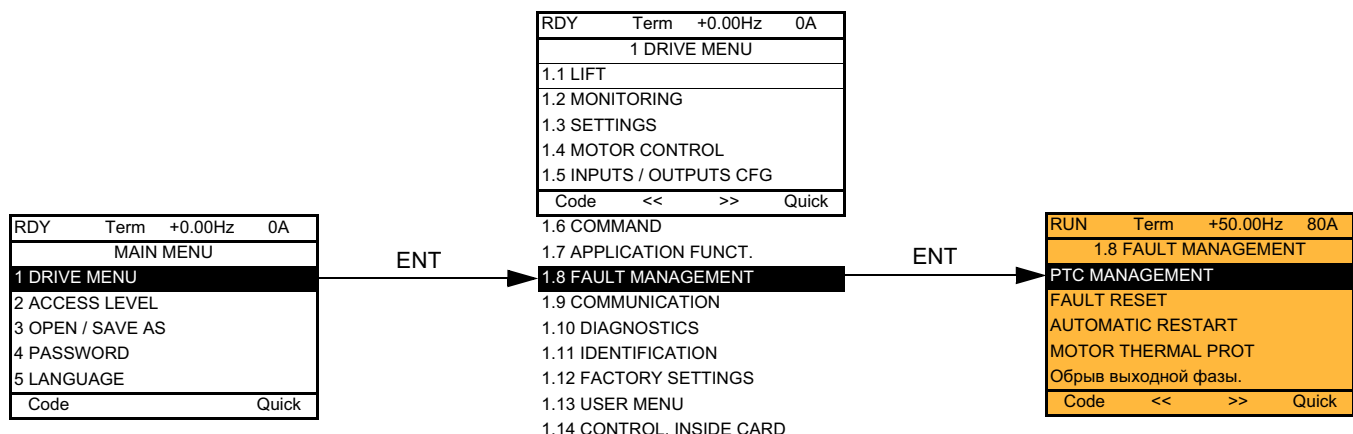 RDY Term +0.00Hz 0A
MAIN MENU
1 DRIVE MENU
2 ACCESS LEVEL
3 OPEN / SAVE AS
4 PASSWORD
5 LANGUAGE
Code Quick
ENT
RDY Term +0.00Hz 0A
1 DRIVE MENU
1.1 LIFT
1.2 MONITORING
1.3 SETTINGS
1.4 MOTOR CONTROL
1.5 INPUTS / OUTPUTS CFG
Code << >> Quick
1.6 COMMAND
1.7 APPLICATION FUNCT.
1.8 FAULT MANAGEMENT
1.9 COMMUNICATION
1.10 DIAGNOSTICS
1.11 IDENTIFICATION
1.12 FACTORY SETTINGS
1.13 USER MENU
1.14 CONTROL. INSIDE CARD
ENT
RUN Term +50.00Hz 80A
1.8 FAULT MANAGEMENT
PTC MANAGEMENT
FAULT RESET
AUTOMATIC RESTART
MOTOR THERMAL PROT
Обрыв выходной фазы.
Code << >> Quick